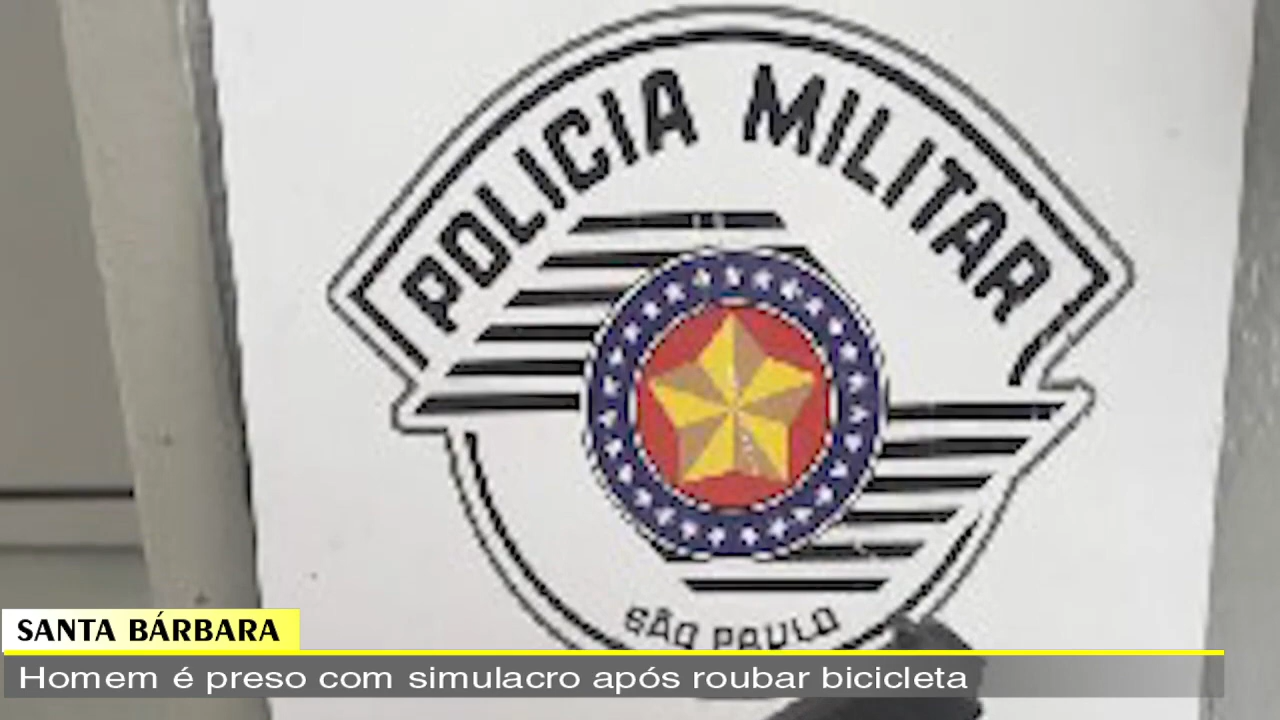 POLICIA MILITAR
SÃO PAULO
SANTA BÁRBARA
Homem é preso com simulacro após roubar bicicleta